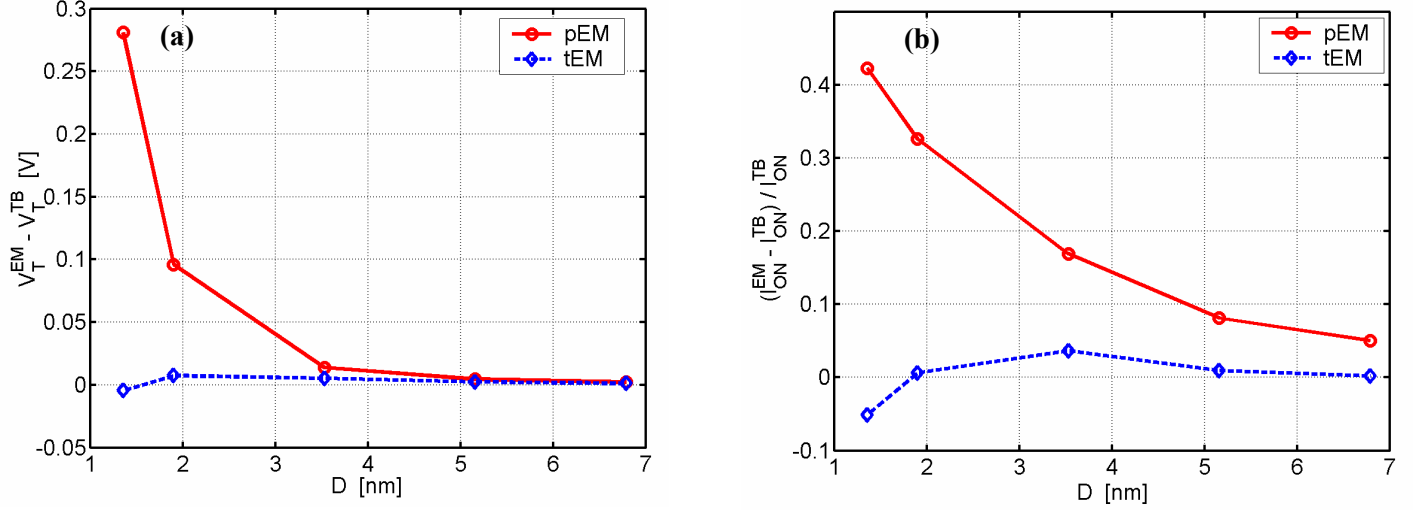 (a)
pEM
tEM
0.3
0.25
0.2
0.15
0.1
0.05
0
-0.05
1 2 3 4 5 6 7
D [nm]
V_T^EM - V_T^TB [V]
(b)
pEM
tEM
0.4
0.3
0.2
0.1
0
-0.1
1 2 3 4 5 6 7
D [nm]
(I_ON^EM - I_ON^TB) / I_ON^TB